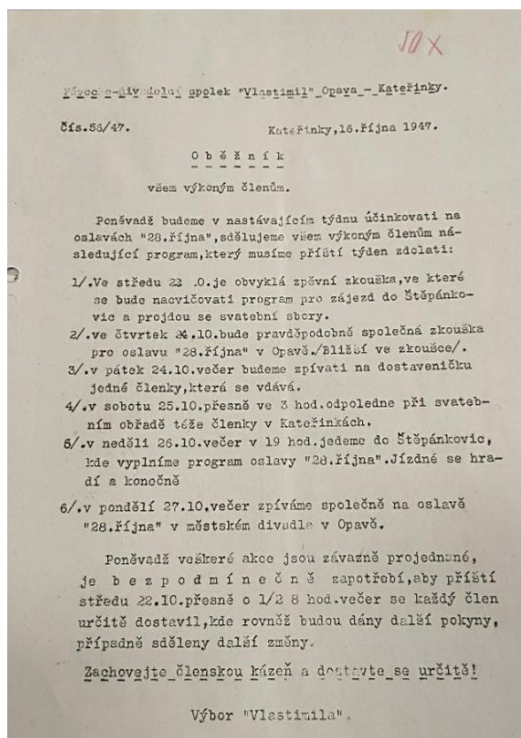 Pěvecko-divadelní spolek "Vlastimil" Opava - Kateřinky.
Čís.56/47. Kateřinky,16.října 1947.
O b ě ž n í k
všem výkoným členům.
Poněvadž budeme v nastávajícím týdnu účinkovati na
oslavách "28.října",sdělujeme všem výkoným členům ná-
sledující program,který musíme příští týden zdolati:
1/.Ve středu .0.je obvyklá zpěvní zkouška,ve které
se bude nacvičovati program pro zájezd do Štěpánko-
vic a projdou se svatební sbory.
2/.ve čtvrtek 24.10.bude pravděpodobně společná zkouška
pro oslavu "28.října" v Opavě./Bližší ve zkoušce/.
3/.v pátek 24.10.večer budeme zpívati na dostaveníčku
jedné členky,která se vdává.
4/.v sobotu 25.10.přesně ve 3 hod.odpoledne při svateb-
ním obřadě téže členky v Kateřinkách.
5/.v neděli 26.10.večer v 19 hod.jedeme do Štěpánkovic,
kde vyplníme program oslavy "28.října".Jízdné se hra-
dí a konečně
6/.v pondělí 27.10.večer zpíváme společně na oslavě
"28.října" v městském divadle v Opavě.
Poněvadž veškeré akce jsou závazně projednané,
je b e z p o d m í n e č n ě zapotřebí,aby příští
středu 22.10.přesně o 1/2 8 hod.večer se každý člen
určitě dostavil,kde rovněž budou dány další pokyny,
případně sděleny další změny.
Zachovejte členskou kázeň a dostavte se určitě!
Výbor "Vlastimila".